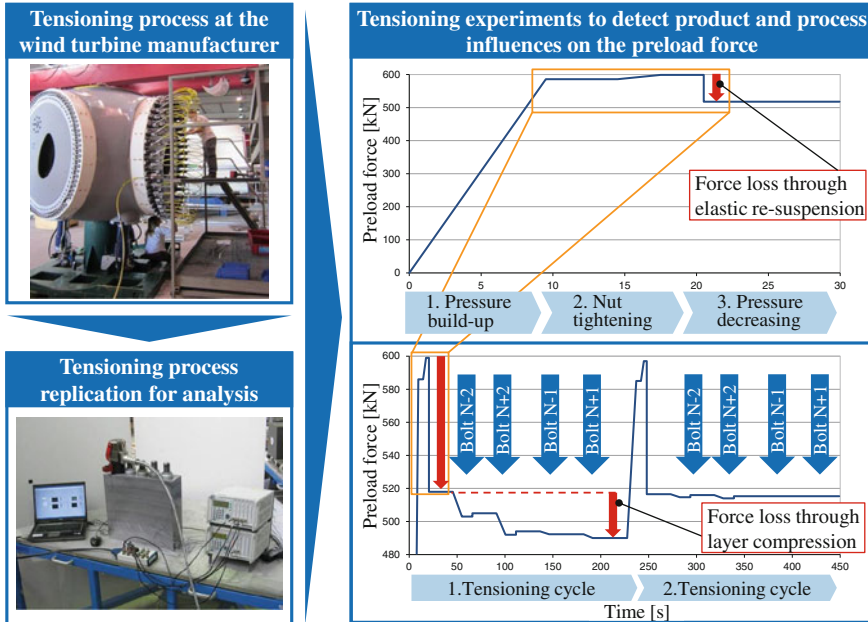 Tensioning process at the
wind turbine manufacturer
Tensioning process
replication for analysis
Tensioning experiments to detect product and process
influences on the preload force
Preload force [kN]
600
500
400
300
200
100
0
0
5
10
15
20
25
30
Force loss through
elastic re-suspension
1. Pressure
build-up
2. Nut
tightening
3. Pressure
decreasing
Preload force [kN]
600
580
560
540
520
500
480
0
50
100
150
200
250
300
350
400
450
Bolt N-2
Bolt N+2
Bolt N-1
Bolt N+1
Bolt N-2
Bolt N+2
Bolt N-1
Bolt N+1
Force loss through
layer compression
1.Tensioning cycle
2.Tensioning cycle
Time [s]